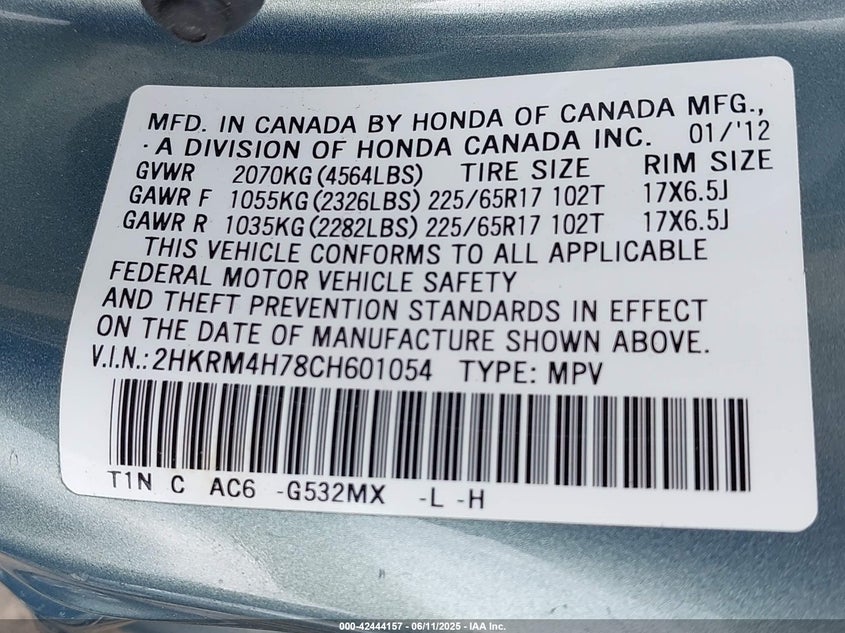 MFD. IN CANADA BY HONDA OF CANADA MFG.,
· A DIVISION OF HONDA CANADA INC. 01/'12
GVWR 2070KG(4564LBS) TIRE SIZE RIM SIZE
GAWR F 1055KG(2326LBS) 225/65R17 102T 17X6.5J
GAWR R 1035KG(2282LBS) 225/65R17 102T 17X6.5J
THIS VEHICLE CONFORMS TO ALL APPLICABLE
FEDERAL MOTOR VEHICLE SAFETY
AND THEFT PREVENTION STANDARDS IN EFFECT
ON THE DATE OF MANUFACTURE SHOWN ABOVE.
V.I.N.:2HKRM4H78CH601054 TYPE: MPV
T1N C AC6 -G532MX -L -H
000-42444157 - 06/11/2025 - IAA Inc.